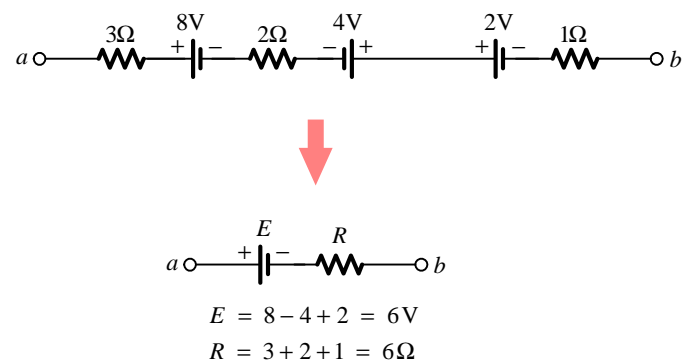 8V 4V 2V
3Ω 2Ω 1Ω
a + − − + + − b
E
R
a + − b
E = 8 − 4 + 2 = 6V
R = 3 + 2 + 1 = 6Ω